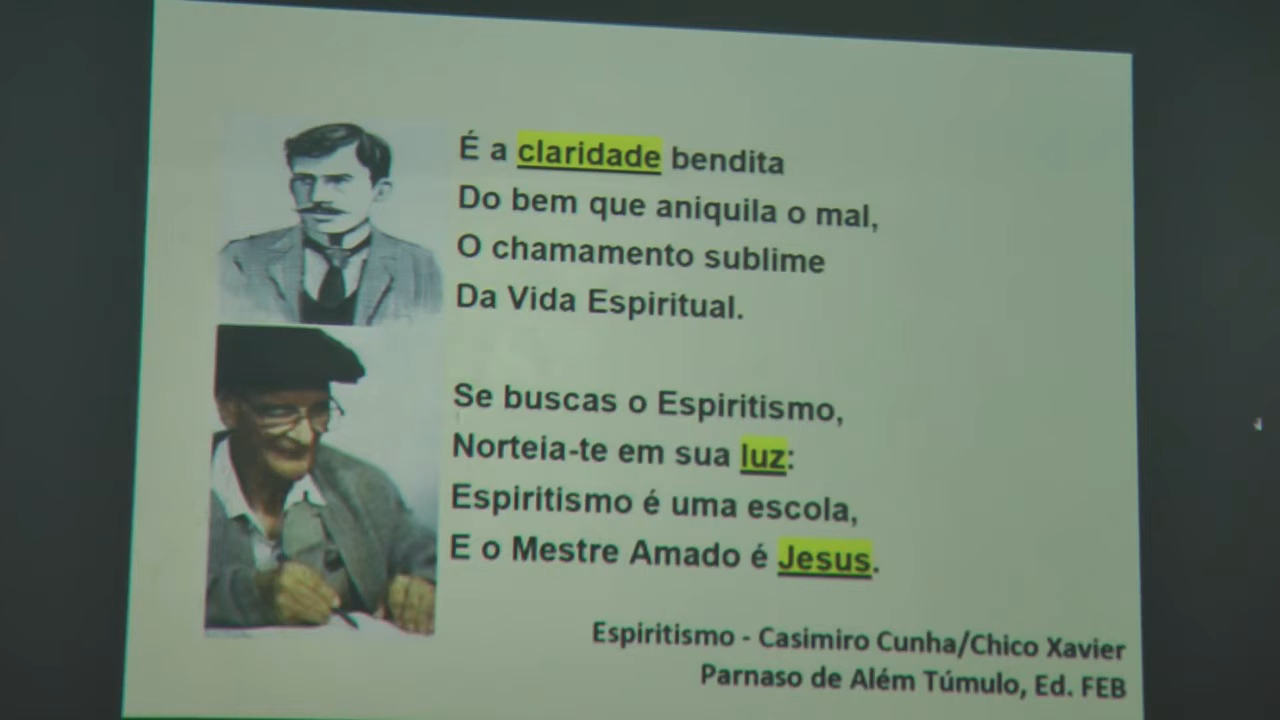 É a claridade bendita
Do bem que aniquila o mal,
O chamamento sublime
Da Vida Espiritual.
Se buscas o Espiritismo,
Norteia-te em sua luz:
Espiritismo é uma escola,
E o Mestre Amado é Jesus.
Espiritismo - Casimiro Cunha/Chico Xavier
Parnaso de Além Túmulo, Ed. FEB